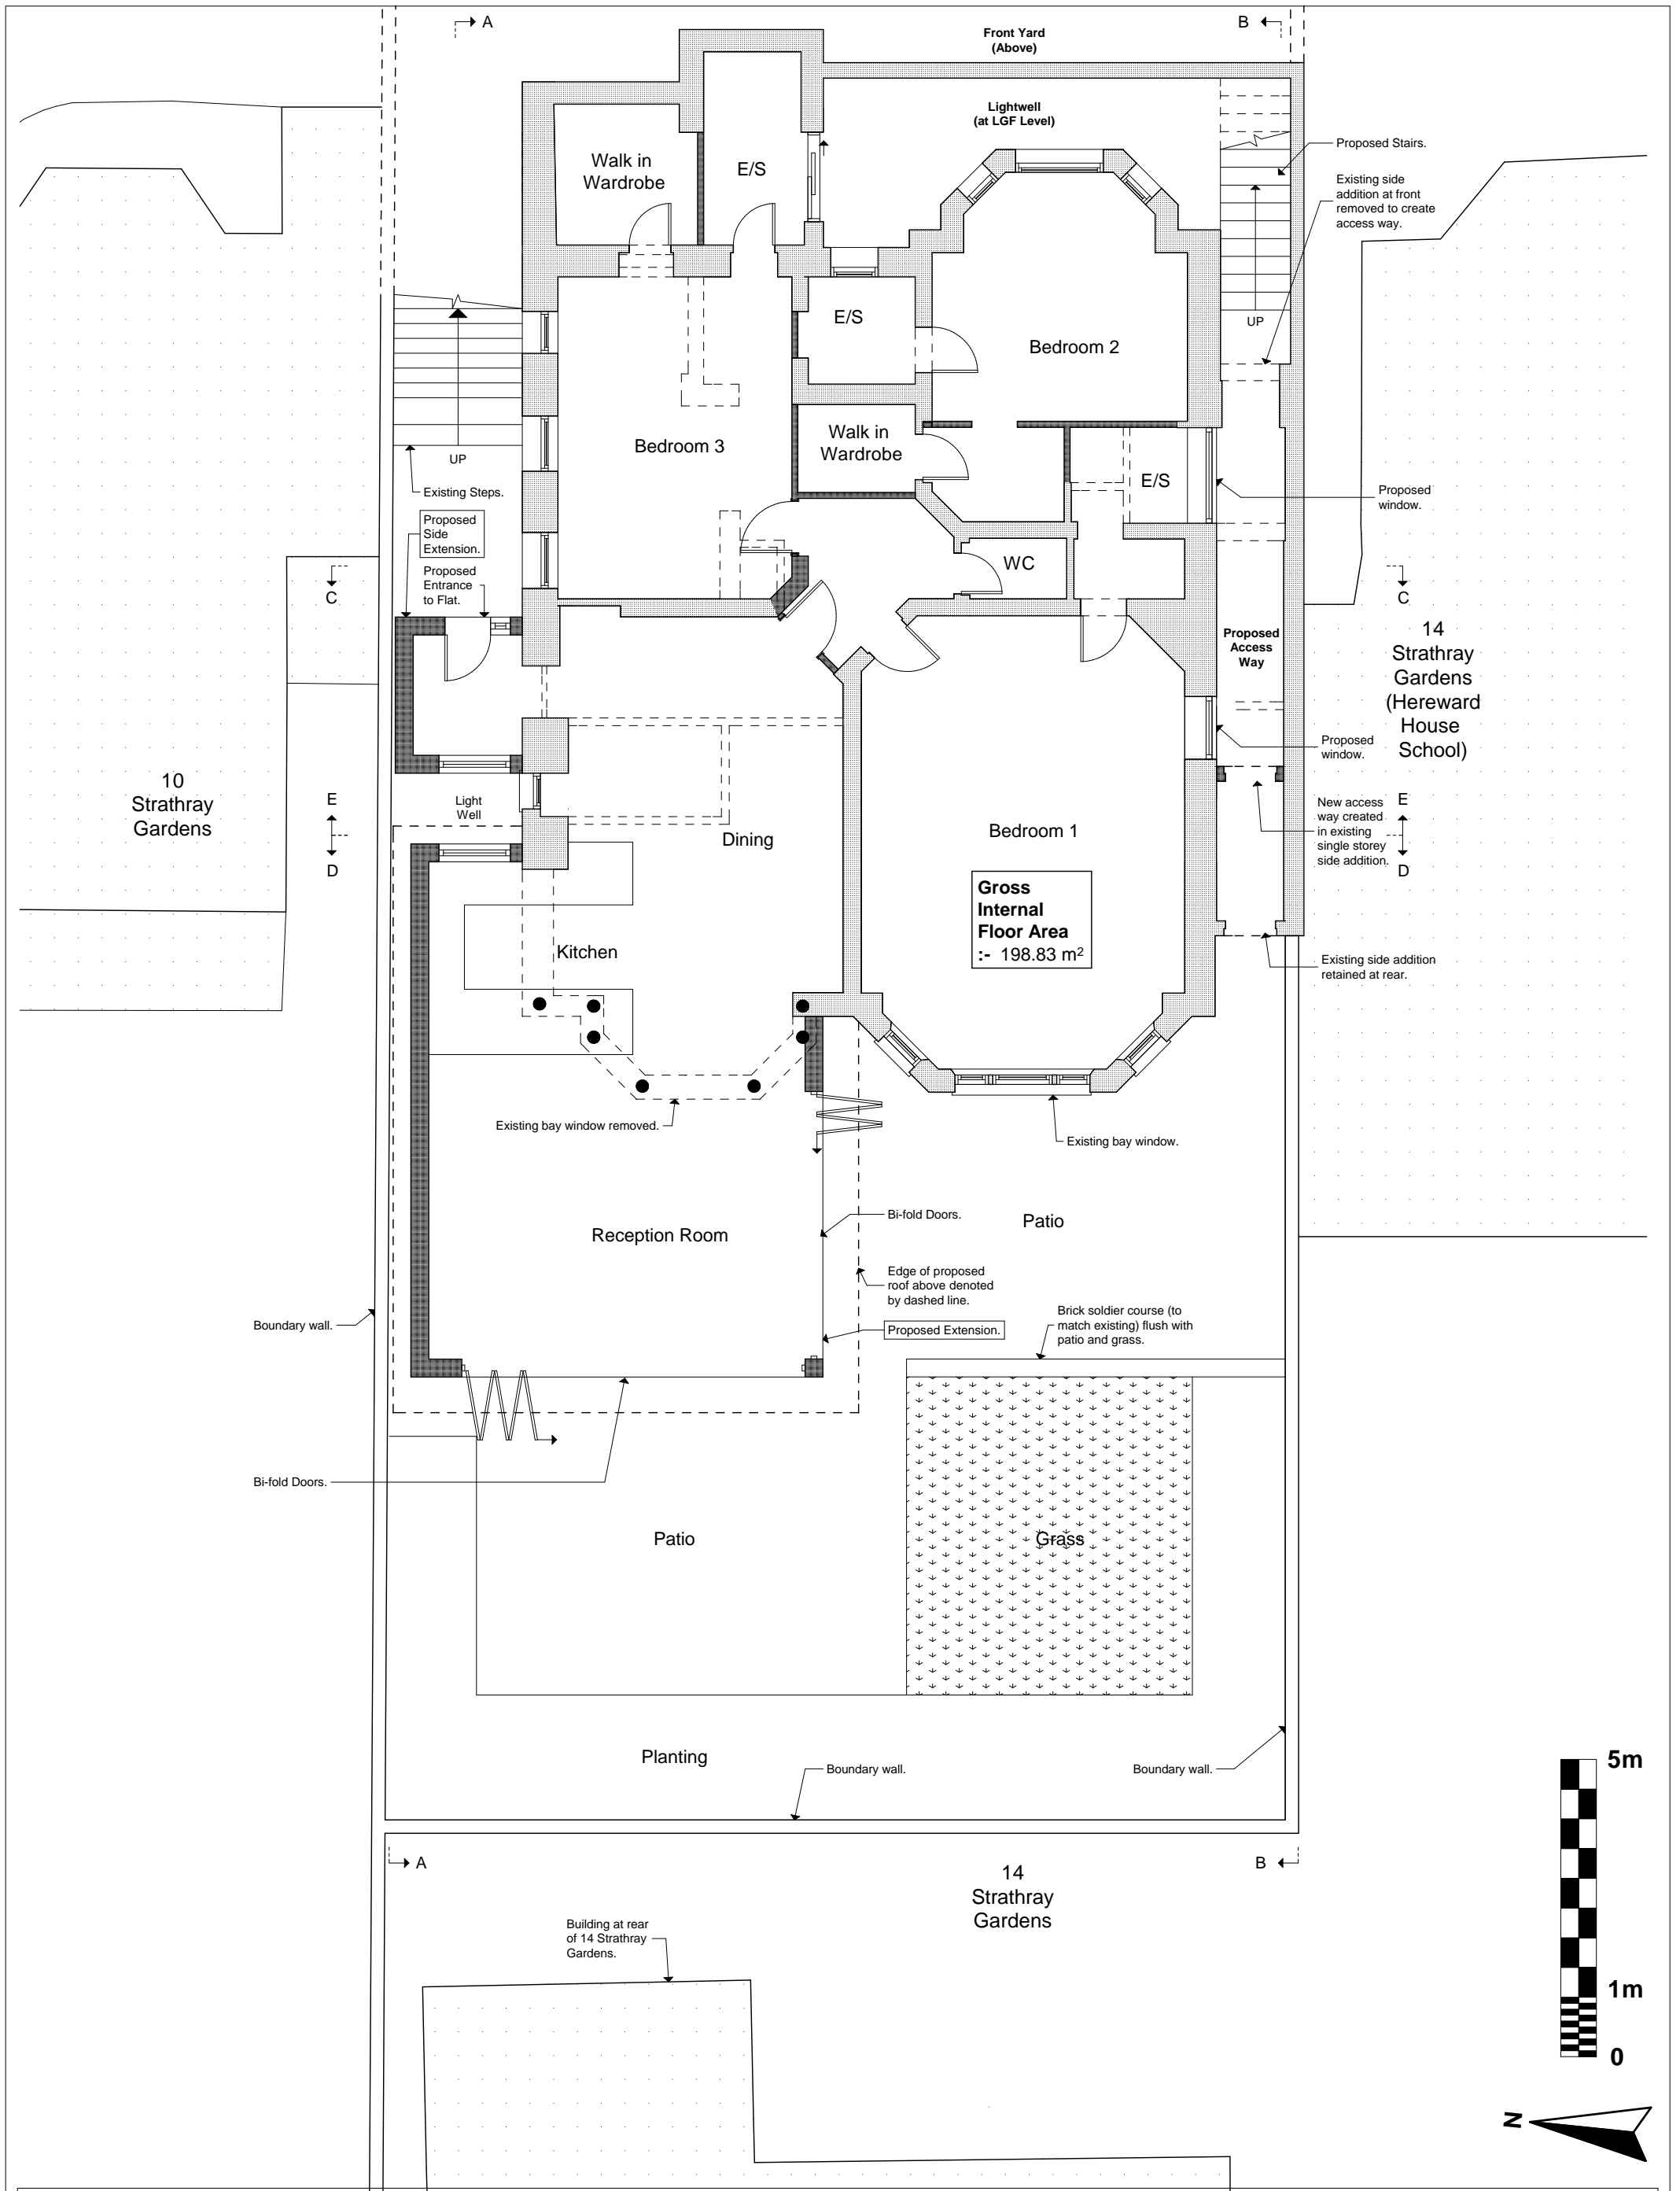 A
B
Front Yard
(Above)
Lightwell
(at LGF Level)
Proposed Stairs.
Walk in
Wardrobe
E/S
Existing side
addition at front
removed to create
access way.
E/S
UP
Bedroom 2
Bedroom 3
Walk in
Wardrobe
UP
E/S
Existing Steps.
Proposed
window.
Proposed
Side
Extension.
WC
Proposed
Entrance
to Flat.
C
C
Proposed
Access
Way
14
Strathray
Gardens
(Hereward
House
School)
Proposed
window.
10
Strathray
Gardens
E
D
Light
Well
Dining
Bedroom 1
New access
way created
in existing
single storey
side addition.
E
D
Gross
Internal
Floor Area
:- 198.83 m²
Kitchen
Existing side addition
retained at rear.
Existing bay window removed.
Existing bay window.
Bi-fold Doors.
Patio
Reception Room
Edge of proposed
roof above denoted
by dashed line.
Boundary wall.
Brick soldier course (to
match existing) flush with
patio and grass.
Proposed Extension.
Bi-fold Doors.
Patio
Grass
Planting
Boundary wall.
Boundary wall.
5m
1m
0
A
B
14
Strathray
Gardens
Building at rear
of 14 Strathray
Gardens.
N